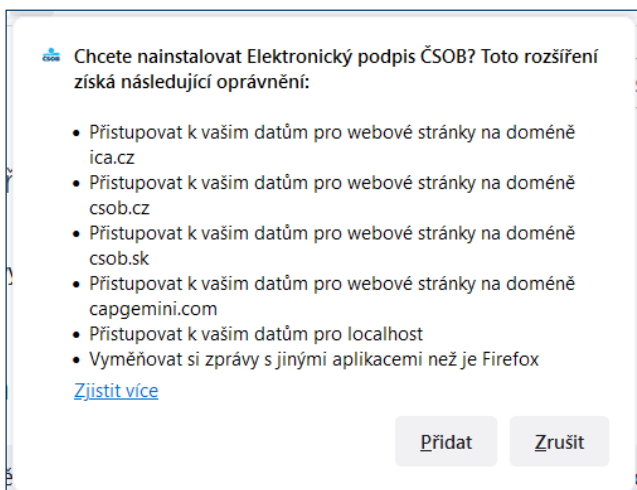 Chcete nainstalovat Elektronický podpis ČSOB? Toto rozšíření
získá následující oprávnění:
• Přistupovat k vašim datům pro webové stránky na doméně
ica.cz
• Přistupovat k vašim datům pro webové stránky na doméně
csob.cz
• Přistupovat k vašim datům pro webové stránky na doméně
csob.sk
• Přistupovat k vašim datům pro webové stránky na doméně
capgemini.com
• Přistupovat k vašim datům pro localhost
• Vyměňovat si zprávy s jinými aplikacemi než je Firefox
Zjistit více
Přidat Zrušit